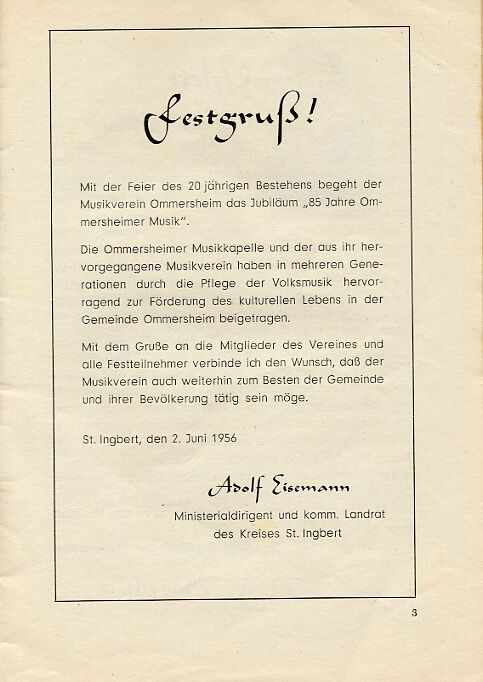 Festgruß!
Mit der Feier des 20 jährigen Bestehens begeht der
Musikverein Ommersheim das Jubiläum „85 Jahre Om-
mersheimer Musik“.
Die Ommersheimer Musikkapelle und der aus ihr her-
vorgegangene Musikverein haben in mehreren Gene-
rationen durch die Pflege der Volksmusik hervor-
ragend zur Förderung des kulturellen Lebens in der
Gemeinde Ommersheim beigetragen.
Mit dem Gruße an die Mitglieder des Vereines und
alle Festteilnehmer verbinde ich den Wunsch, daß der
Musikverein auch weiterhin zum Besten der Gemeinde
und ihrer Bevölkerung tätig sein möge.
St. Ingbert, den 2. Juni 1956
Adolf Eisemann
Ministerialdirigent und komm. Landrat
des Kreises St. Ingbert
3